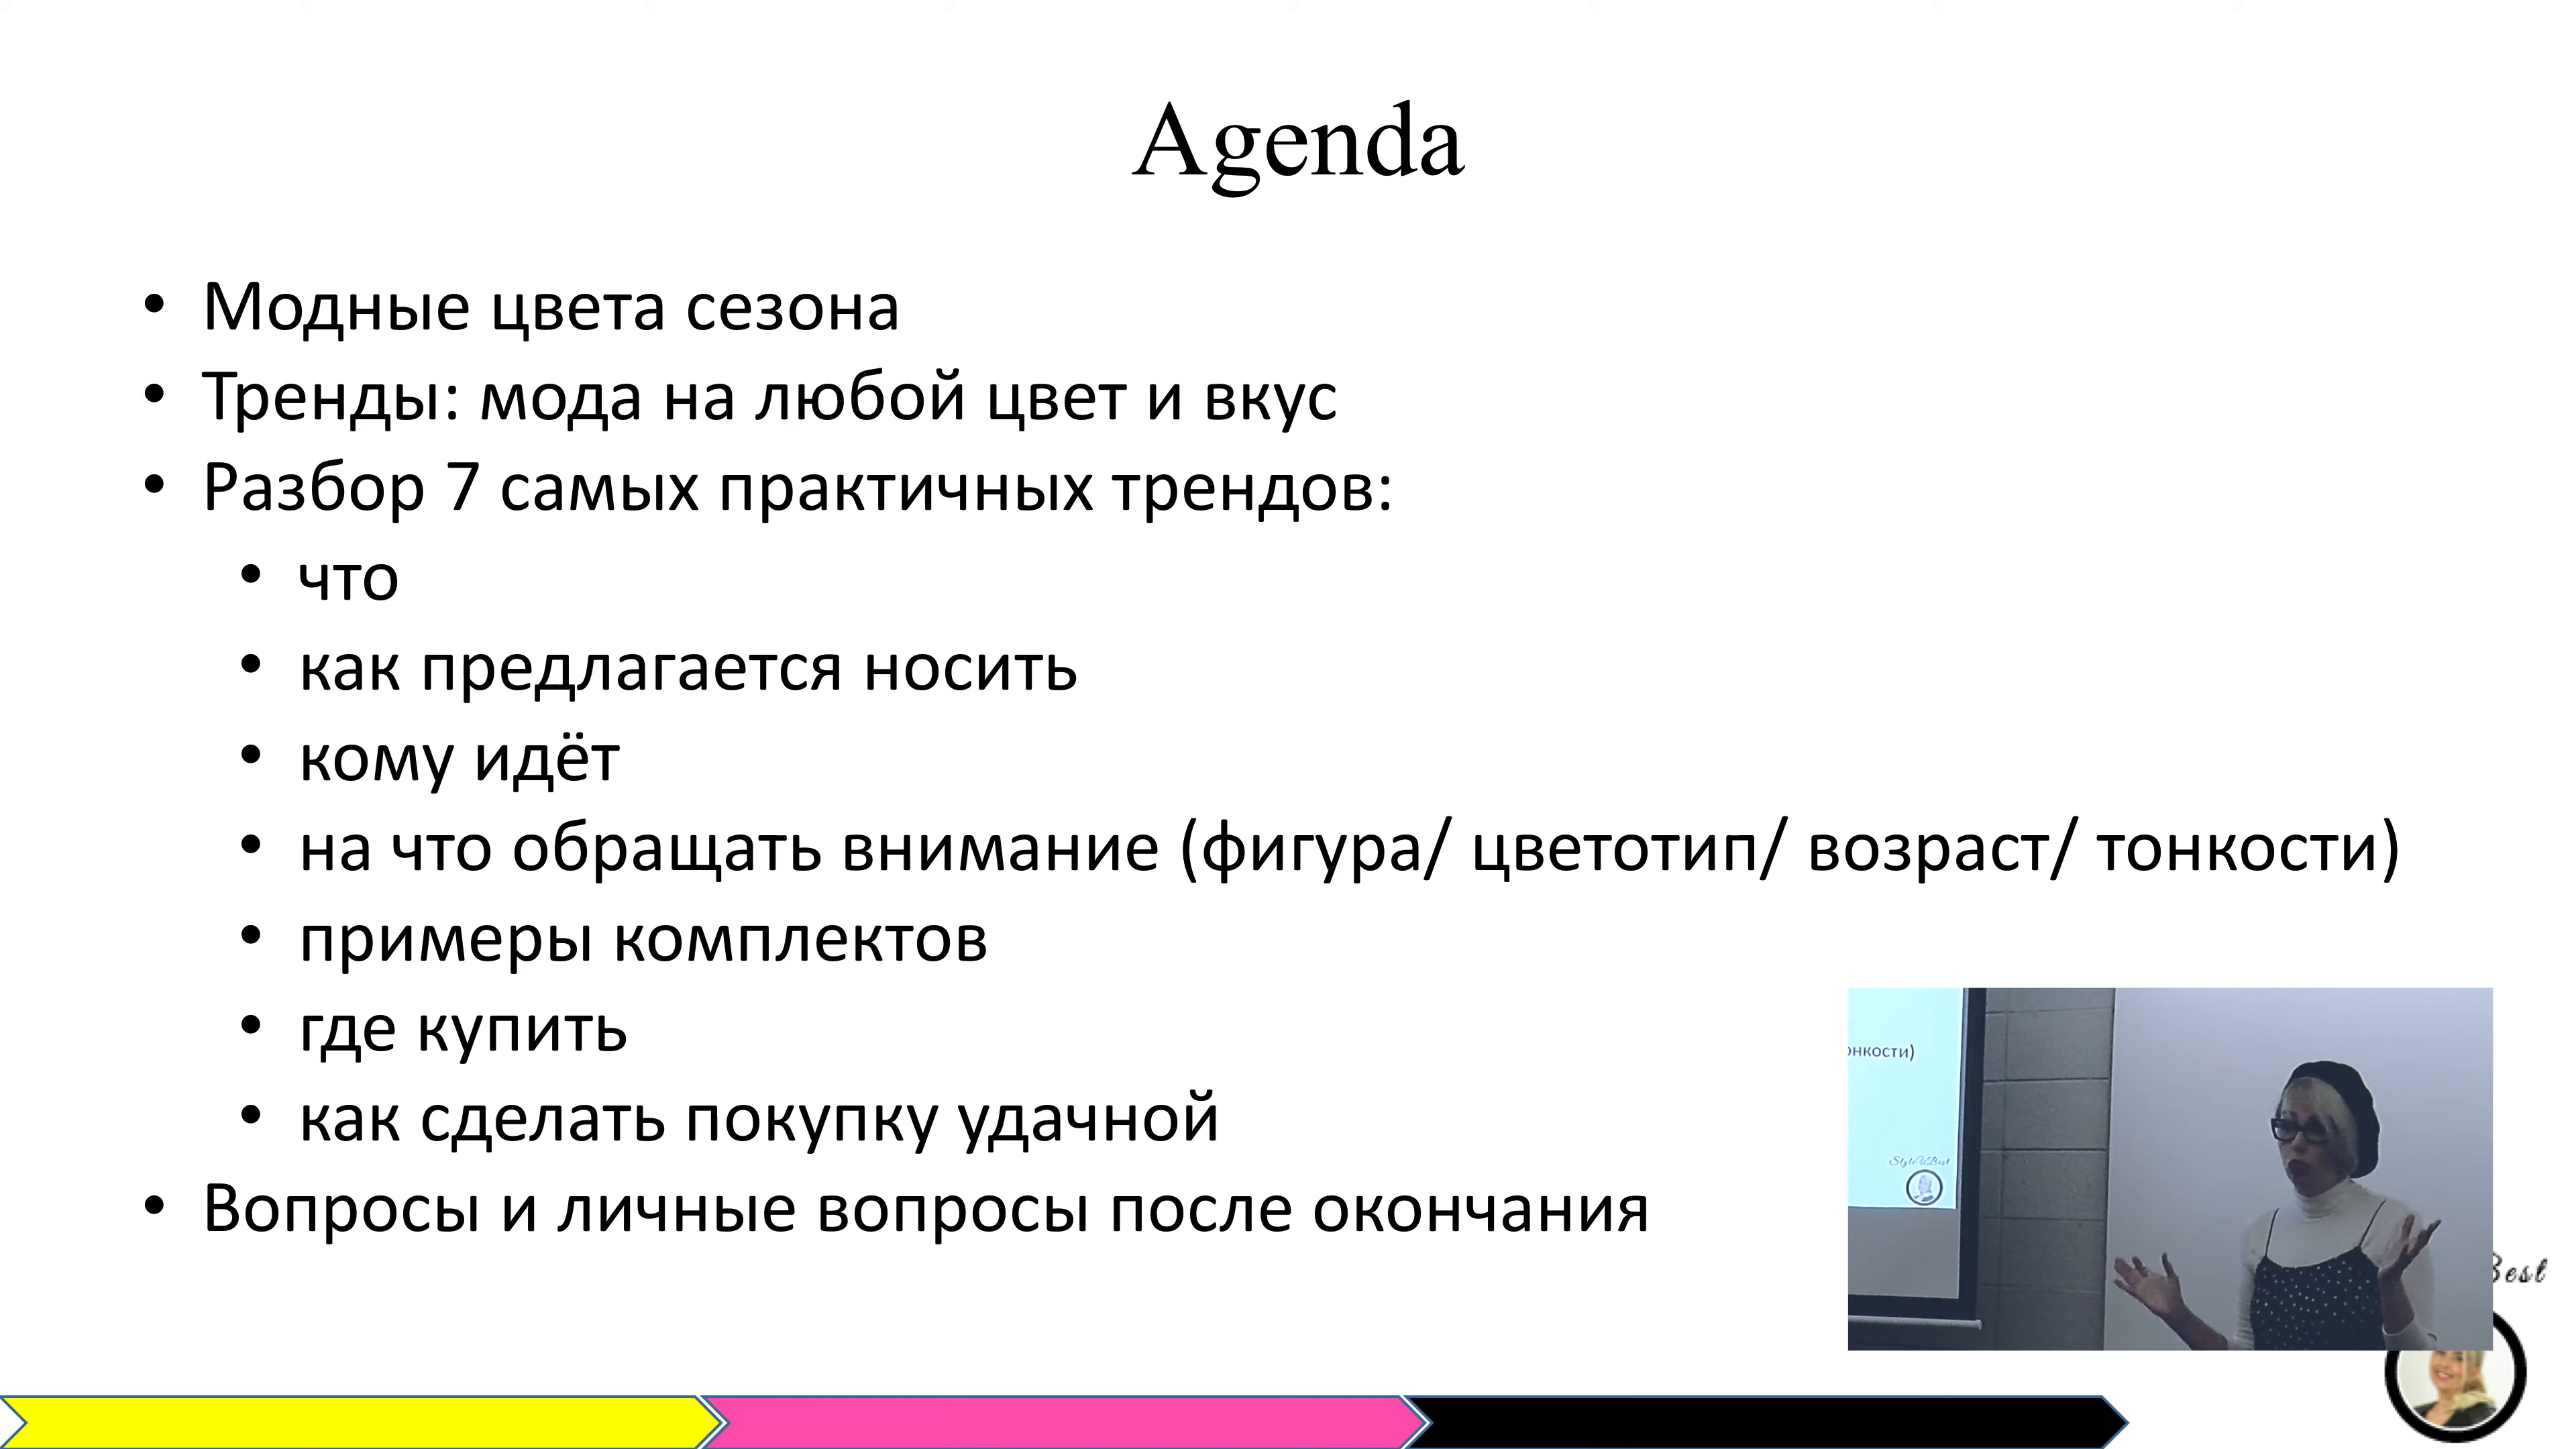 Agenda
• Модные цвета сезона
• Тренды: мода на любой цвет и вкус
• Разбор 7 самых практичных трендов:
• что
• как предлагается носить
• кому идёт
• на что обращать внимание (фигура/ цветотип/ возраст/ тонкости)
• примеры комплектов
• где купить
• как сделать покупку удачной
• Вопросы и личные вопросы после окончания
онкости)
Best